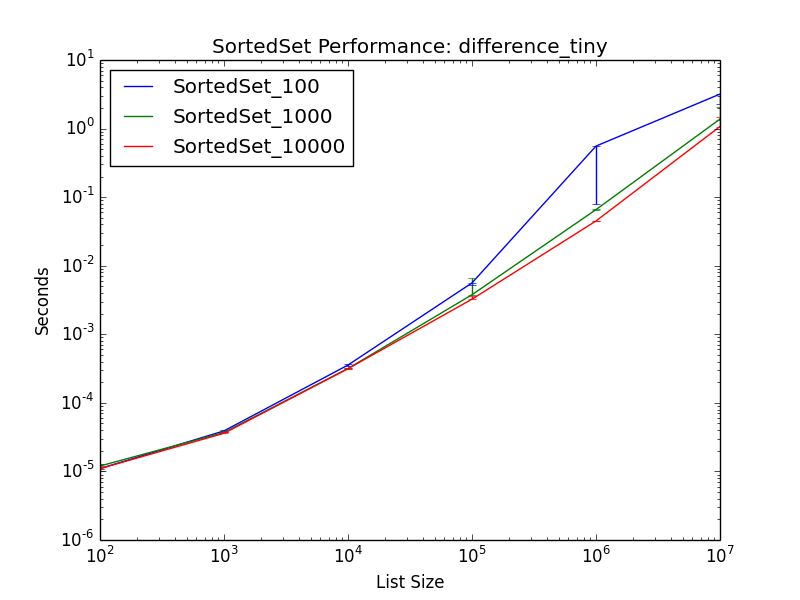 SortedSet Performance: difference_tiny
10^1
SortedSet_100
SortedSet_1000
SortedSet_10000
10^0
10^-1
10^-2
10^-3
10^-4
10^-5
10^-6
Seconds
10^2
10^3
10^4
10^5
10^6
10^7
List Size